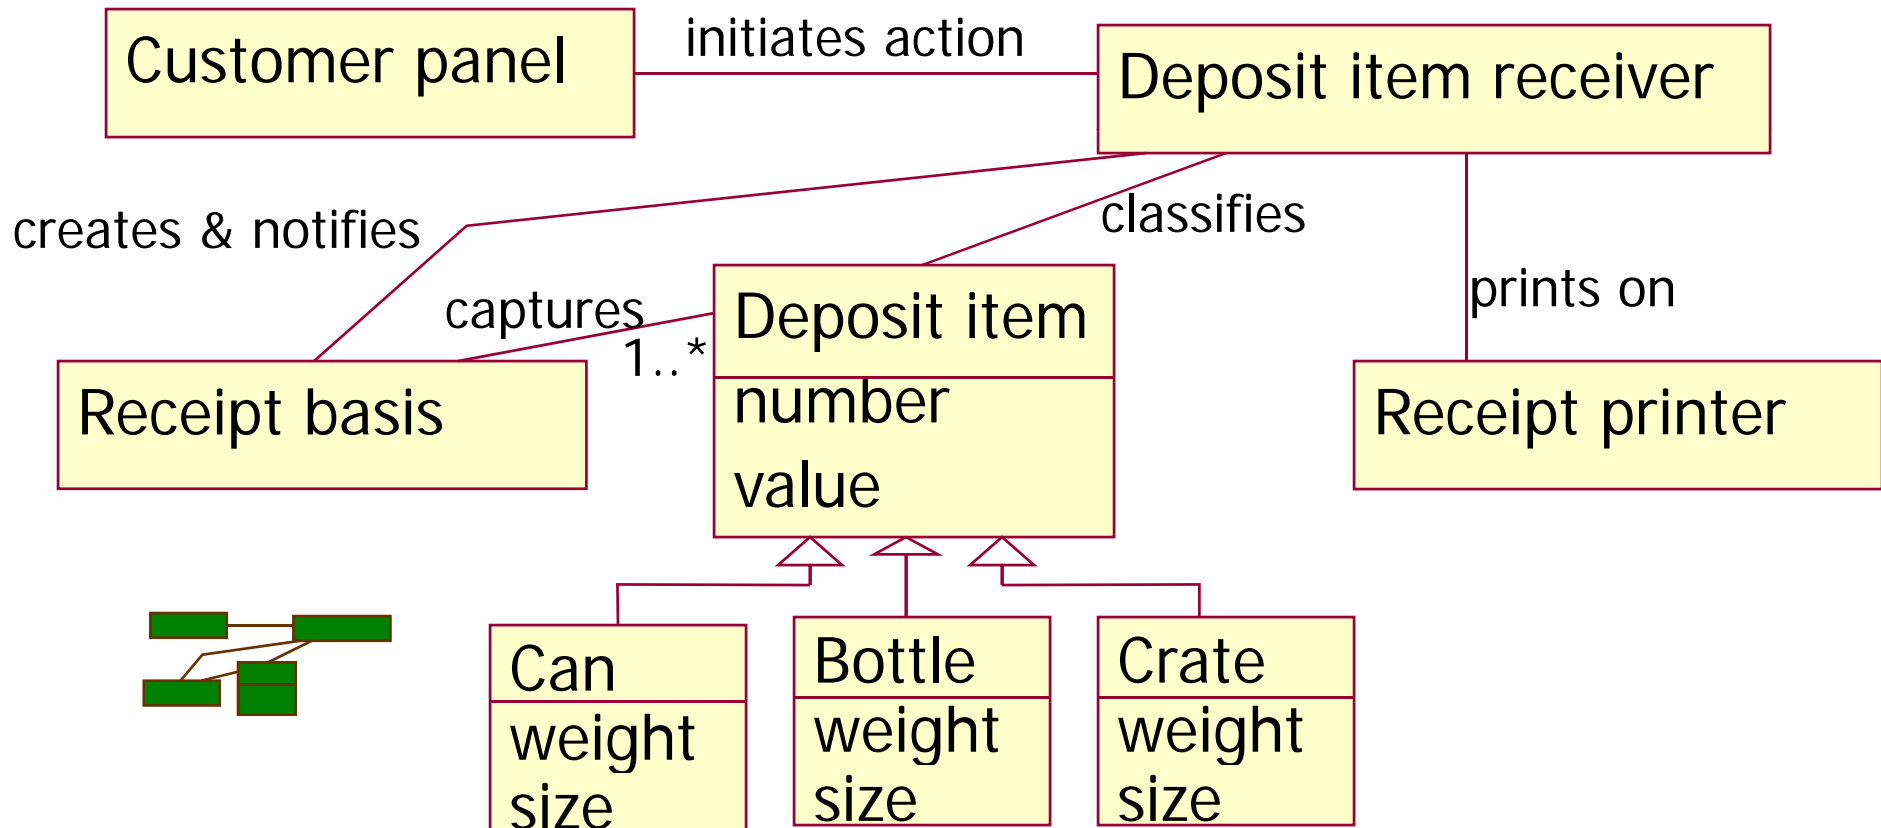 Customer panel
initiates action
Deposit item receiver
creates & notifies
classifies
captures
1..*
Deposit item
number
value
prints on
Receipt basis
Receipt printer
Can
weight
size
Bottle
weight
size
Crate
weight
size